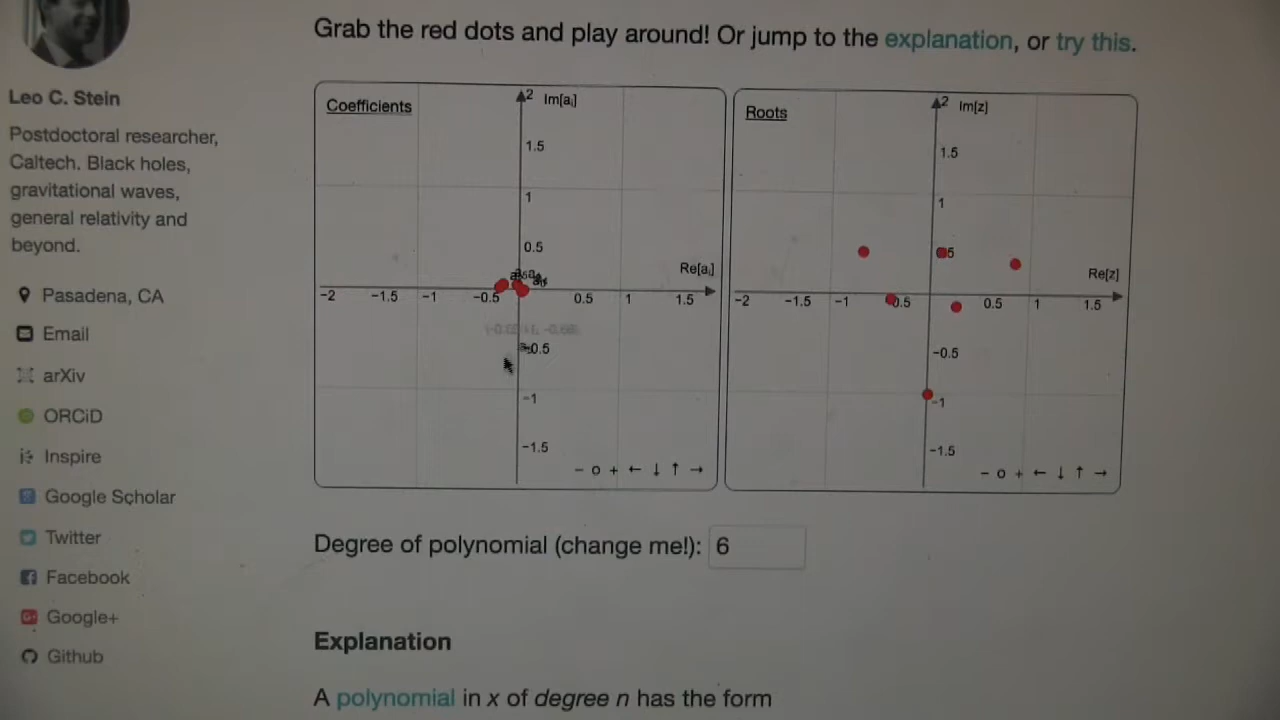 Grab the red dots and play around! Or jump to the explanation, or try this.
Leo C. Stein
Postdoctoral researcher,
Caltech. Black holes,
gravitational waves,
general relativity and
beyond.
Pasadena, CA
Email
arXiv
ORCiD
Inspire
Google Scholar
Twitter
Facebook
Google+
Github
Coefficients
2 Im[aᵢ]
1.5
1
0.5
Re[aᵢ]
−2 −1.5 −1 −0.5 0.5 1 1.5
−0.5
−1
−1.5
− o + ← ↓ ↑ →
Roots
2 Im[z]
1.5
1
Re[z]
−2 −1.5 −1 0.5 0.5 1 1.5
−0.5
−1
−1.5
− o + ← ↓ ↑ →
Degree of polynomial (change me!): 6
Explanation
A polynomial in x of degree n has the form